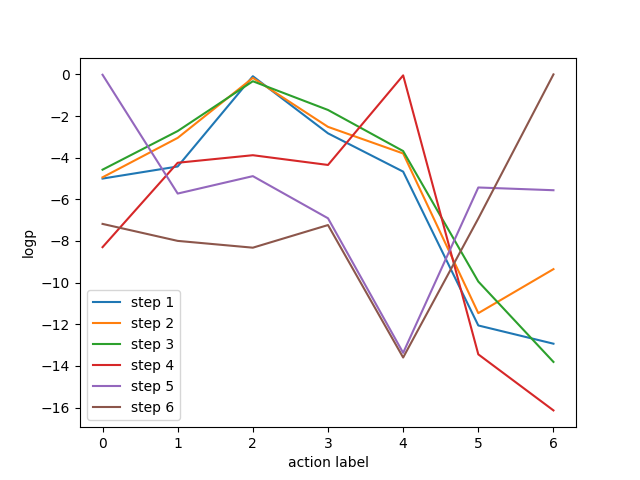 0
−2
−4
−6
−8
−10
−12
−14
−16
logp
step 1
step 2
step 3
step 4
step 5
step 6
0 1 2 3 4 5 6
action label